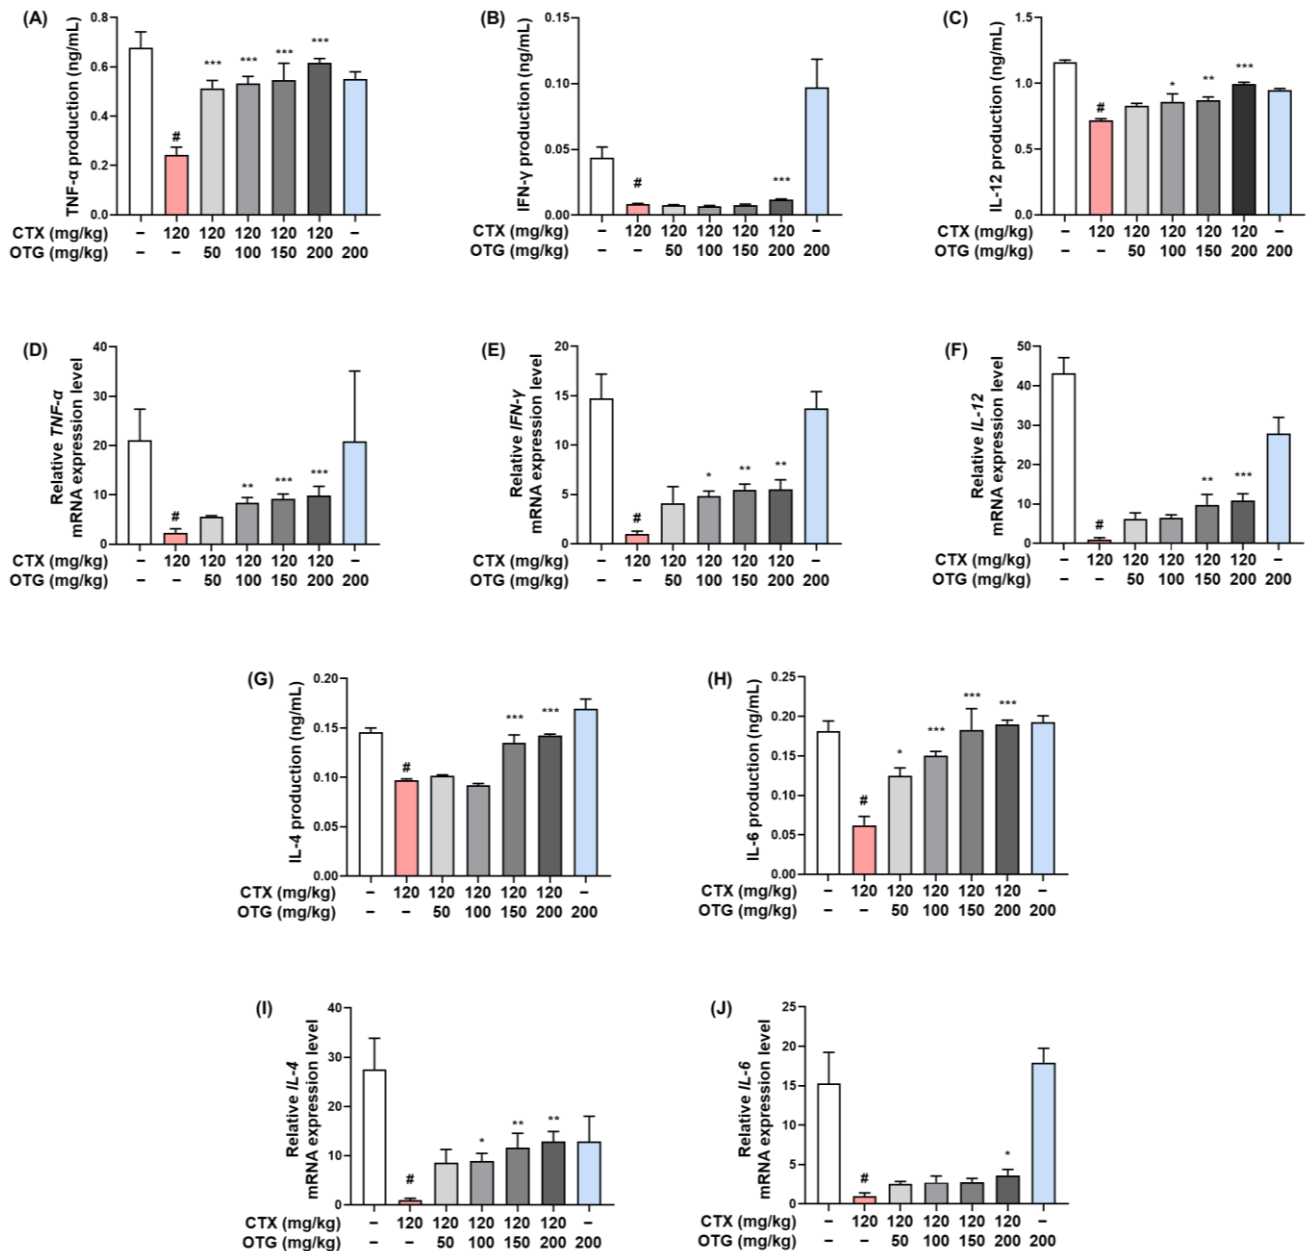 (A)
TNF-α production (ng/mL)
0.8
0.6
0.4
0.2
0.0
#
***
***
***
***
CTX (mg/kg) – 120 120 120 120 120 –
OTG (mg/kg) – – 50 100 150 200 200
(B)
IFN-γ production (ng/mL)
0.15
0.10
0.05
0.00
#
***
CTX (mg/kg) – 120 120 120 120 120 –
OTG (mg/kg) – – 50 100 150 200 200
(C)
IL-12 production (ng/mL)
1.5
1.0
0.5
0.0
#
*
**
***
CTX (mg/kg) – 120 120 120 120 120 –
OTG (mg/kg) – – 50 100 150 200 200
(D)
Relative TNF-α
mRNA expression level
40
30
20
10
0
#
**
***
***
CTX (mg/kg) – 120 120 120 120 120 –
OTG (mg/kg) – – 50 100 150 200 200
(E)
Relative IFN-γ
mRNA expression level
20
15
10
5
0
#
*
**
**
CTX (mg/kg) – 120 120 120 120 120 –
OTG (mg/kg) – – 50 100 150 200 200
(F)
Relative IL-12
mRNA expression level
50
40
30
20
10
0
#
**
***
CTX (mg/kg) – 120 120 120 120 120 –
OTG (mg/kg) – – 50 100 150 200 200
(G)
IL-4 production (ng/mL)
0.20
0.15
0.10
0.05
0.00
#
***
***
CTX (mg/kg) – 120 120 120 120 120 –
OTG (mg/kg) – – 50 100 150 200 200
(H)
IL-6 production (ng/mL)
0.25
0.20
0.15
0.10
0.05
0.00
#
*
***
***
***
CTX (mg/kg) – 120 120 120 120 120 –
OTG (mg/kg) – – 50 100 150 200 200
(I)
Relative IL-4
mRNA expression level
40
30
20
10
0
#
*
**
**
CTX (mg/kg) – 120 120 120 120 120 –
OTG (mg/kg) – – 50 100 150 200 200
(J)
Relative IL-6
mRNA expression level
25
20
15
10
5
0
#
*
CTX (mg/kg) – 120 120 120 120 120 –
OTG (mg/kg) – – 50 100 150 200 200